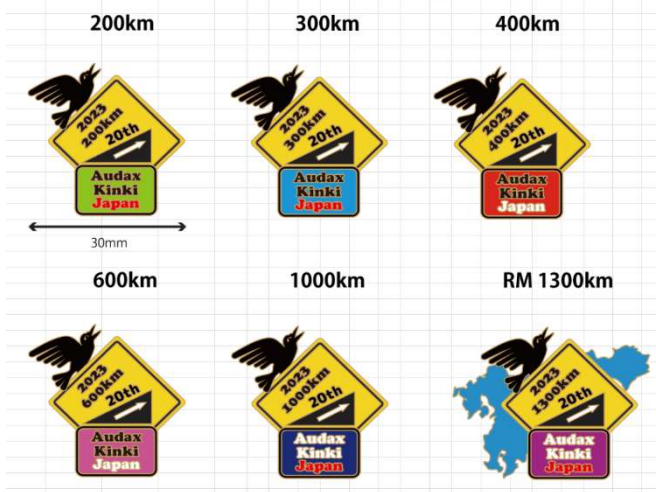 200km
300km
400km
2023
200km
20th
Audax
Kinki
Japan
2023
300km
20th
Audax
Kinki
Japan
2023
400km
20th
Audax
Kinki
Japan
30mm
600km
1000km
RM 1300km
2023
600km
20th
Audax
Kinki
Japan
2023
1000km
20th
Audax
Kinki
Japan
2023
1300km
20th
Audax
Kinki
Japan